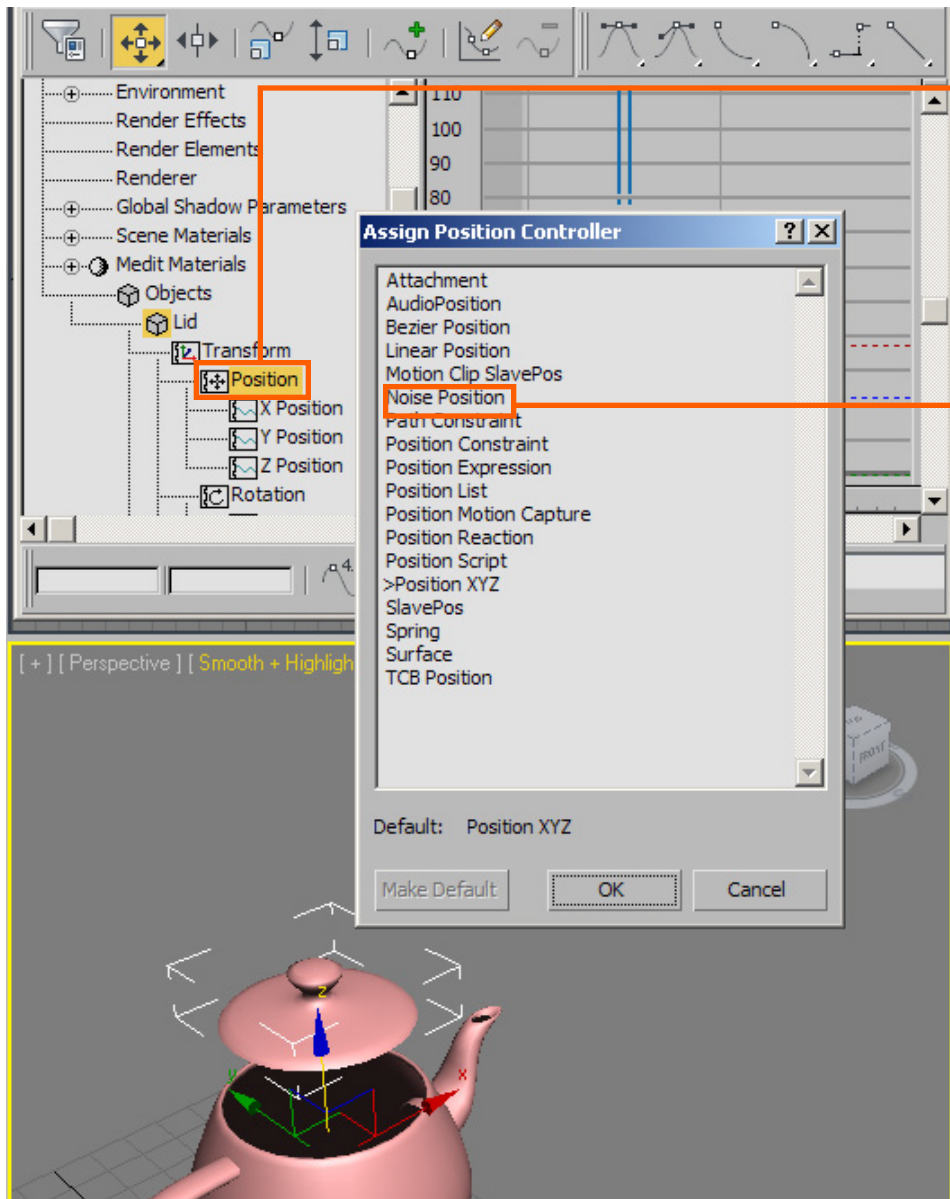 Environment
Render Effects
Render Elements
Renderer
Global Shadow Parameters
Scene Materials
Medit Materials
Objects
Lid
Transform
Position
X Position
Y Position
Z Position
Rotation
110
100
90
80
4.
Assign Position Controller
Attachment
AudioPosition
Bezier Position
Linear Position
Motion Clip SlavePos
Noise Position
Path Constraint
Position Constraint
Position Expression
Position List
Position Motion Capture
Position Reaction
Position Script
>Position XYZ
SlavePos
Spring
Surface
TCB Position
Default: Position XYZ
Make Default OK Cancel
[ + ] [ Perspective ] [ Smooth + Highligh
FRONT
z
y
x